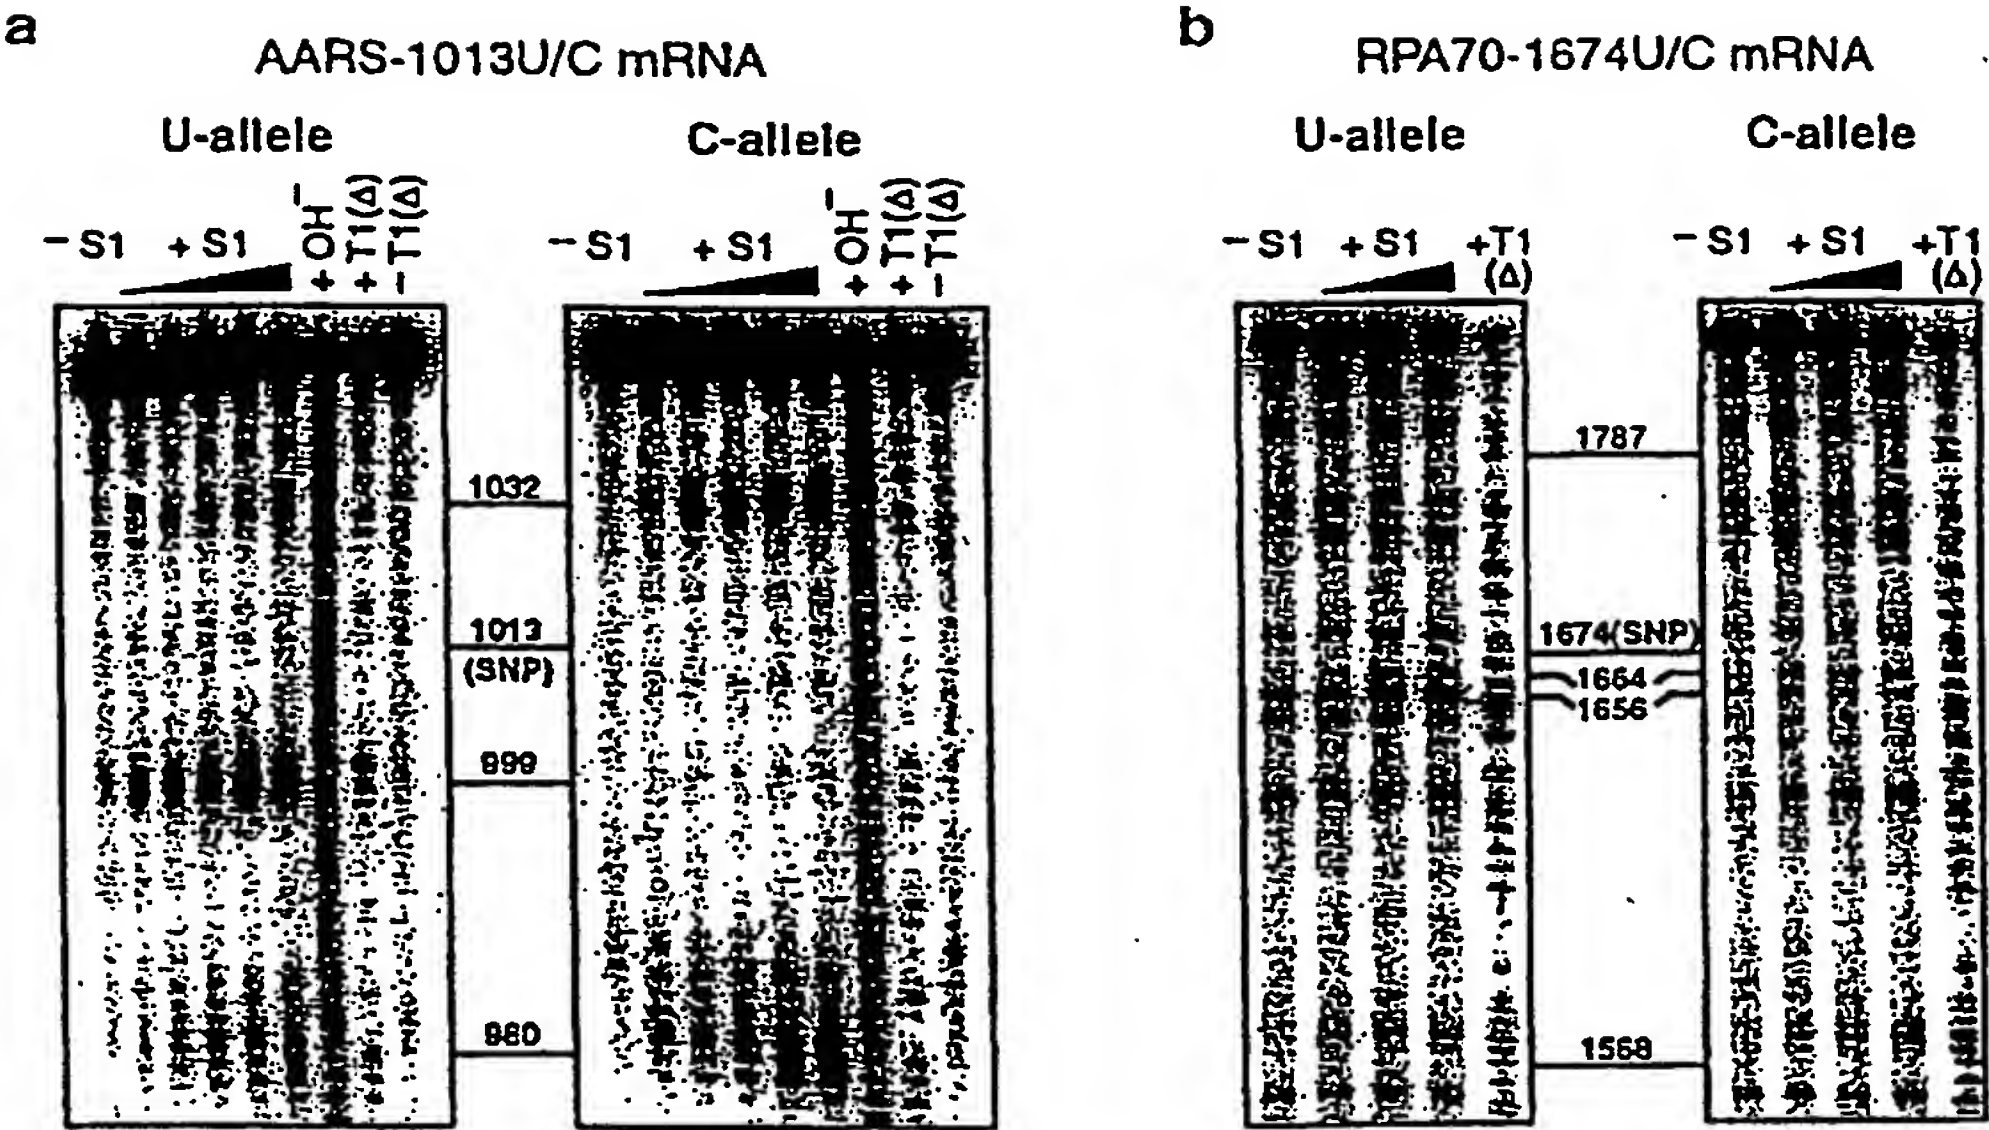 a
AARS-1013U/C mRNA
U-allele
C-allele
- S1 + S1 + OH⁻ + T1(Δ) - T1(Δ)
- S1 + S1 + OH⁻ + T1(Δ) - T1(Δ)
1032
1013
(SNP)
999
980
b
RPA70-1674U/C mRNA
U-allele
C-allele
- S1 + S1 +T1
(Δ)
- S1 + S1 +T1
(Δ)
1787
1674(SNP)
1664
1656
1568